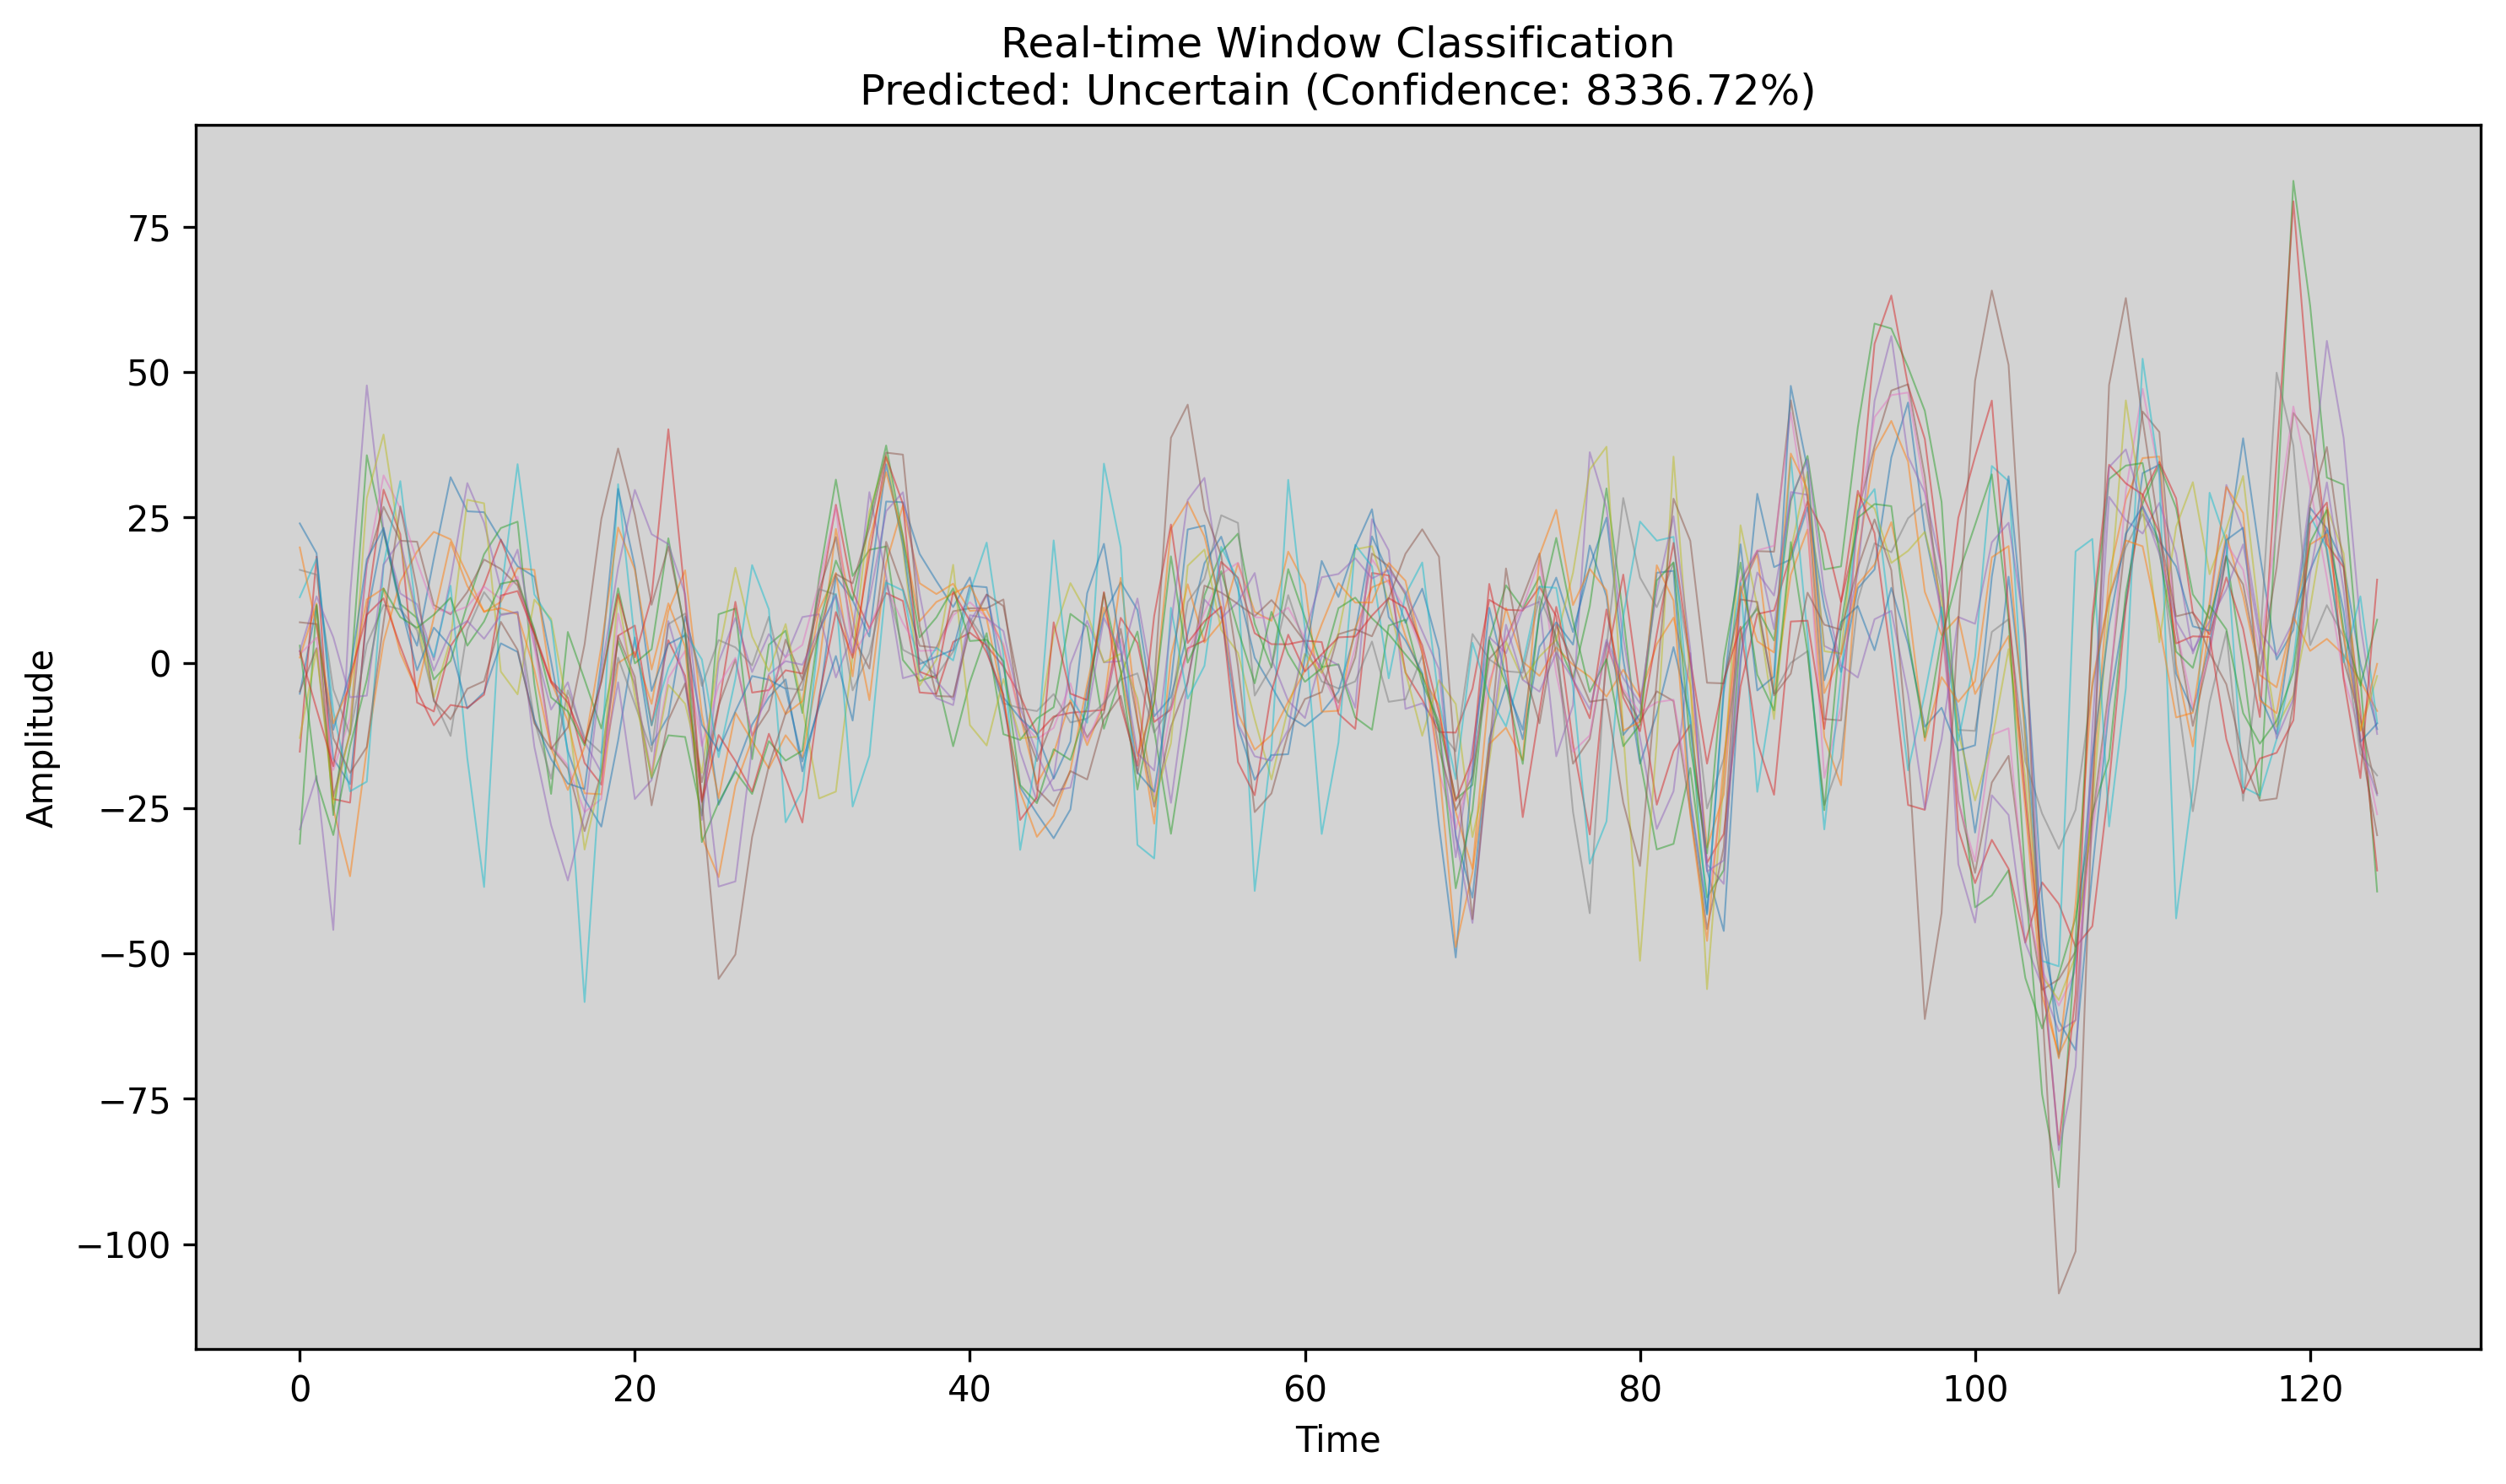 Real-time Window Classification
Predicted: Uncertain (Confidence: 8336.72%)
75
50
25
0
−25
−50
−75
−100
Amplitude
0 20 40 60 80 100 120
Time